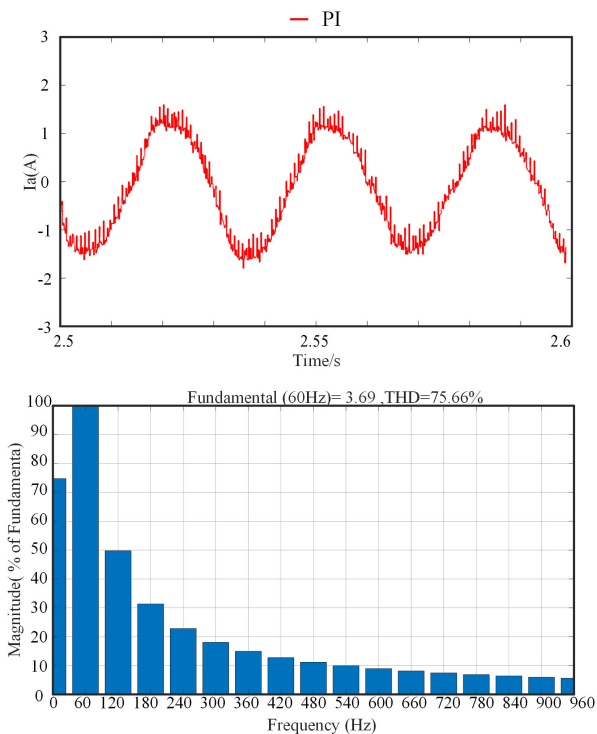 PI
3
2
1
0
-1
-2
-3
Ia(A)
2.5 2.55 2.6
Time/s
Fundamental (60Hz)= 3.69 ,THD=75.66%
100
90
80
70
60
50
40
30
20
10
0
Magnitude( % of Fundamenta)
0 60 120 180 240 300 360 420 480 540 600 660 720 780 840 900 960
Frequency (Hz)